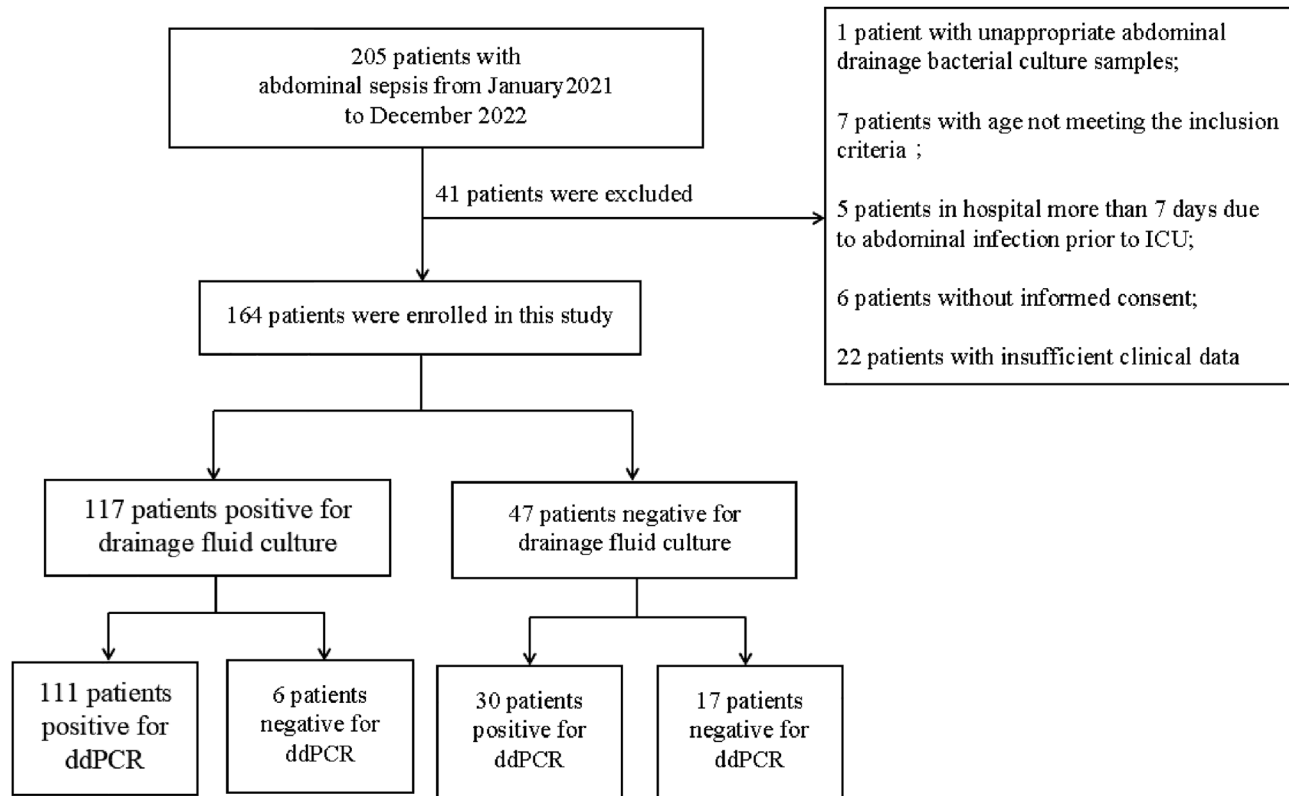 205 patients with
abdominal sepsis from January 2021
to December 2022
1 patient with unappropriate abdominal
drainage bacterial culture samples;
7 patients with age not meeting the inclusion
criteria ;
5 patients in hospital more than 7 days due
to abdominal infection prior to ICU;
6 patients without informed consent;
22 patients with insufficient clinical data
41 patients were excluded
164 patients were enrolled in this study
117 patients positive for
drainage fluid culture
47 patients negative for
drainage fluid culture
111 patients
positive for
ddPCR
6 patients
negative for
ddPCR
30 patients
positive for
ddPCR
17 patients
negative for
ddPCR